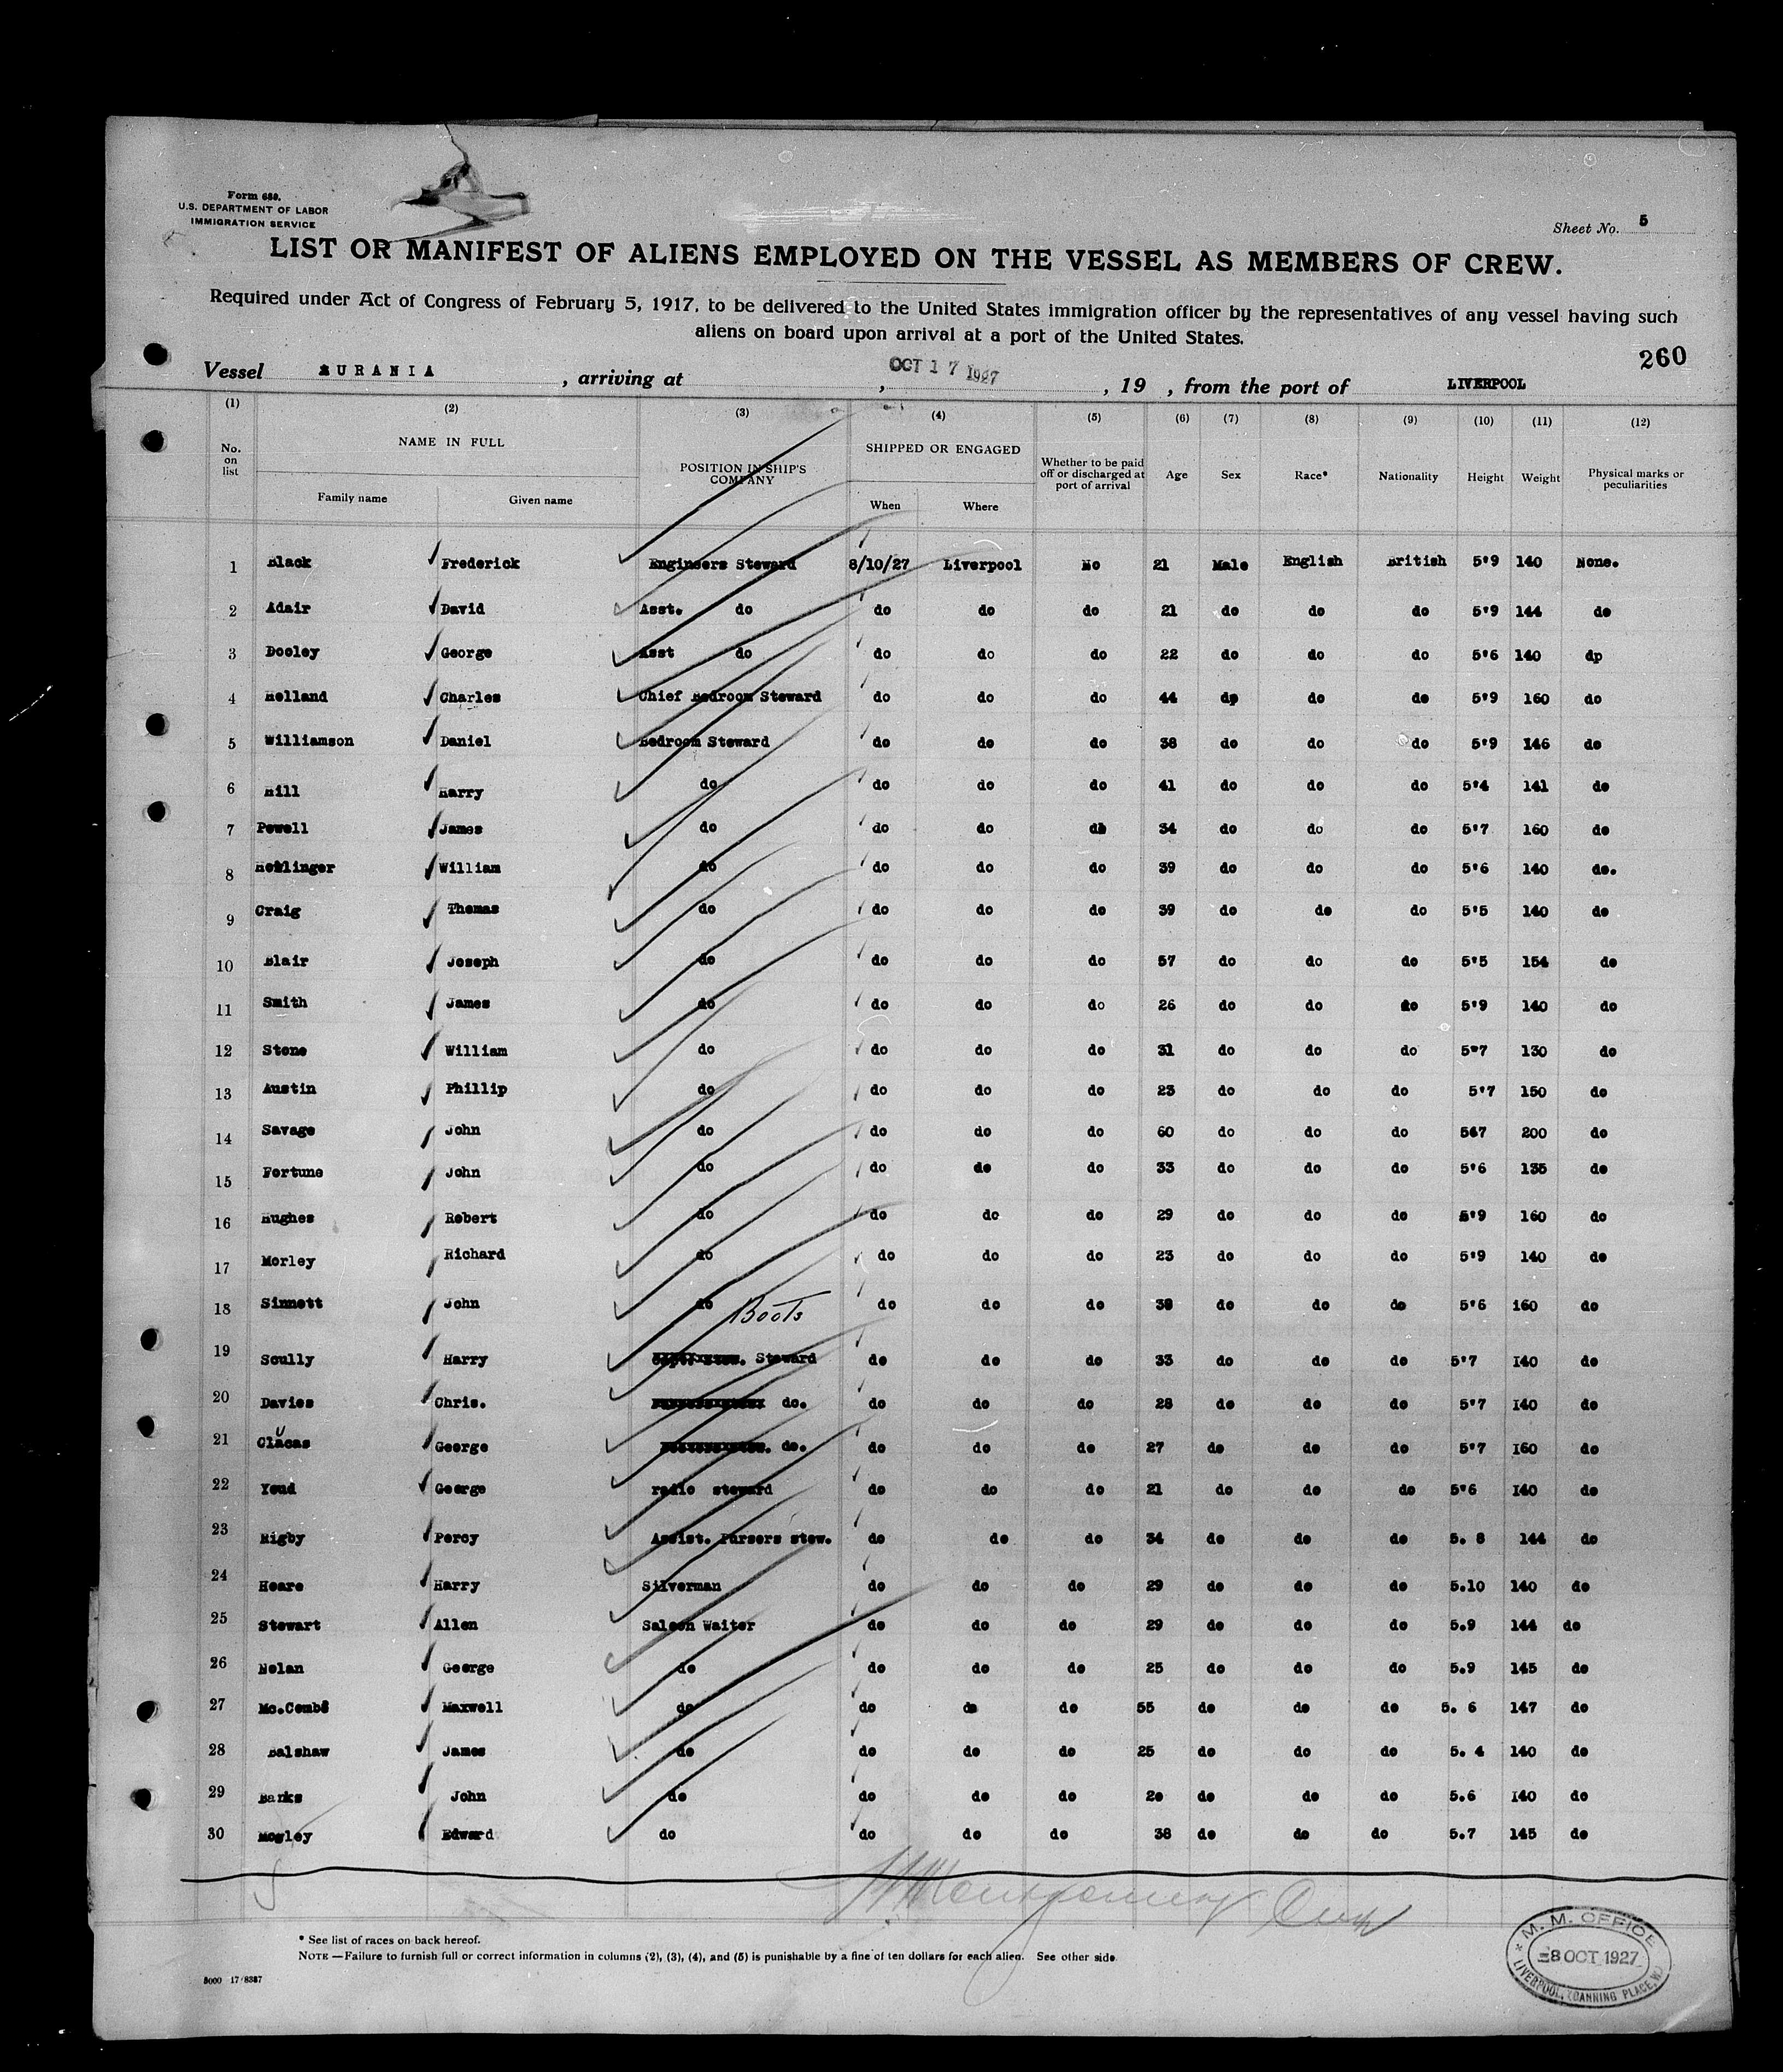 Form 689.
U.S. DEPARTMENT OF LABOR
IMMIGRATION SERVICE
Sheet No. 5
LIST OR MANIFEST OF ALIENS EMPLOYED ON THE VESSEL AS MEMBERS OF CREW.
Required under Act of Congress of February 5, 1917, to be delivered to the United States immigration officer by the representatives of any vessel having such
aliens on board upon arrival at a port of the United States.
260
Vessel AURANIA, arriving at , OCT 17 1927, 19 , from the port of LIVERPOOL
(1) (2) (3) (4) (5) (6) (7) (8) (9) (10) (11) (12)
No. on list NAME IN FULL POSITION IN SHIP'S COMPANY SHIPPED OR ENGAGED Whether to be paid off or discharged at port of arrival Age Sex Race* Nationality Height Weight Physical marks or peculiarities
Family name Given name When Where
1 Black Frederick Engineers Steward 8/10/27 Liverpool No 21 Male English British 5'9 140 None.
2 Adair David Asst. do do do do 21 do do do 5'9 144 do
3 Dooley George Asst do do do do 22 do do do 5'6 140 dp
4 Holland Charles Chief Bedroom Steward do do do 44 dp do do 5'9 160 do
5 Williamson Daniel Bedroom Steward do do do 38 do do do 5'9 146 do
6 Hill Harry do do do do 41 do do do 5'4 141 do
7 Powell James do do do do 34 do do do 5'7 160 do
8 William do do do do 39 do do do 5'6 140 do.
9 Craig Thomas do do do do 39 do do do 5'5 140 do
10 Blair Joseph do do do do 57 do do do 5'5 154 do
11 Smith James do do do do 26 do do do 5'9 140 do
12 Stone William do do do do 31 do do do 5"7 130 do
13 Austin Phillip do do do do 23 do do do 5'7 150 do
14 Savage John do do do do 60 do do do 567 200 do
15 Fortune John do do do do 33 do do do 5'6 135 do
16 Hughes Robert do do do do 29 do do do 5'9 160 do
17 Morley Richard do do do do 23 do do do 5'9 140 do
18 Sinnett John do Boots do do do 38 do do do 5'6 160 do
19 Scully Harry Steward do do do 33 do do do 5'7 140 do
20 Davies Chris. do. do do do 28 do do do 5'7 140 do
21 Clucas George do. do do do 27 do do do 5'7 160 do
22 Youd George radio steward do do do 21 do do do 5'6 140 do
23 Rigby Percy Assist. Pursers stew. do do do 34 do do do 5. 8 144 do
24 Hoare Harry Silverman do do do 29 do do do 5.10 140 do
25 Stewart Allen Saloon Waiter do do do 29 do do do 5.9 144 do
26 Nolan George do do do do 25 do do do 5.9 145 do
27 Maxwell do do do do 55 do do do 5. 6 147 do
28 Balshaw James do do do do 25 do do do 5. 4 140 do
29 Banks John do do do do 20 do do do 5.6 140 do
30 Edward do do do do 38 do do do 5.7 145 do
Montgomery
* See list of races on back hereof.
NOTE—Failure to furnish full or correct information in columns (2), (3), (4), and (5) is punishable by a fine of ten dollars for each alien. See other side.
5000 17/8327
M. M. OFFICE
8 OCT 1927
LIVERPOOL, CANNING PLACE, W.